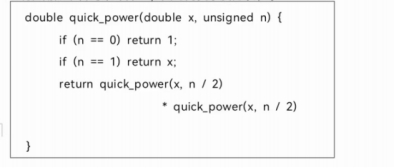 double quick_power(double x, unsigned n) {
if (n == 0) return 1;
if (n == 1) return x;
return quick_power(x, n / 2)
* quick_power(x, n / 2)
}